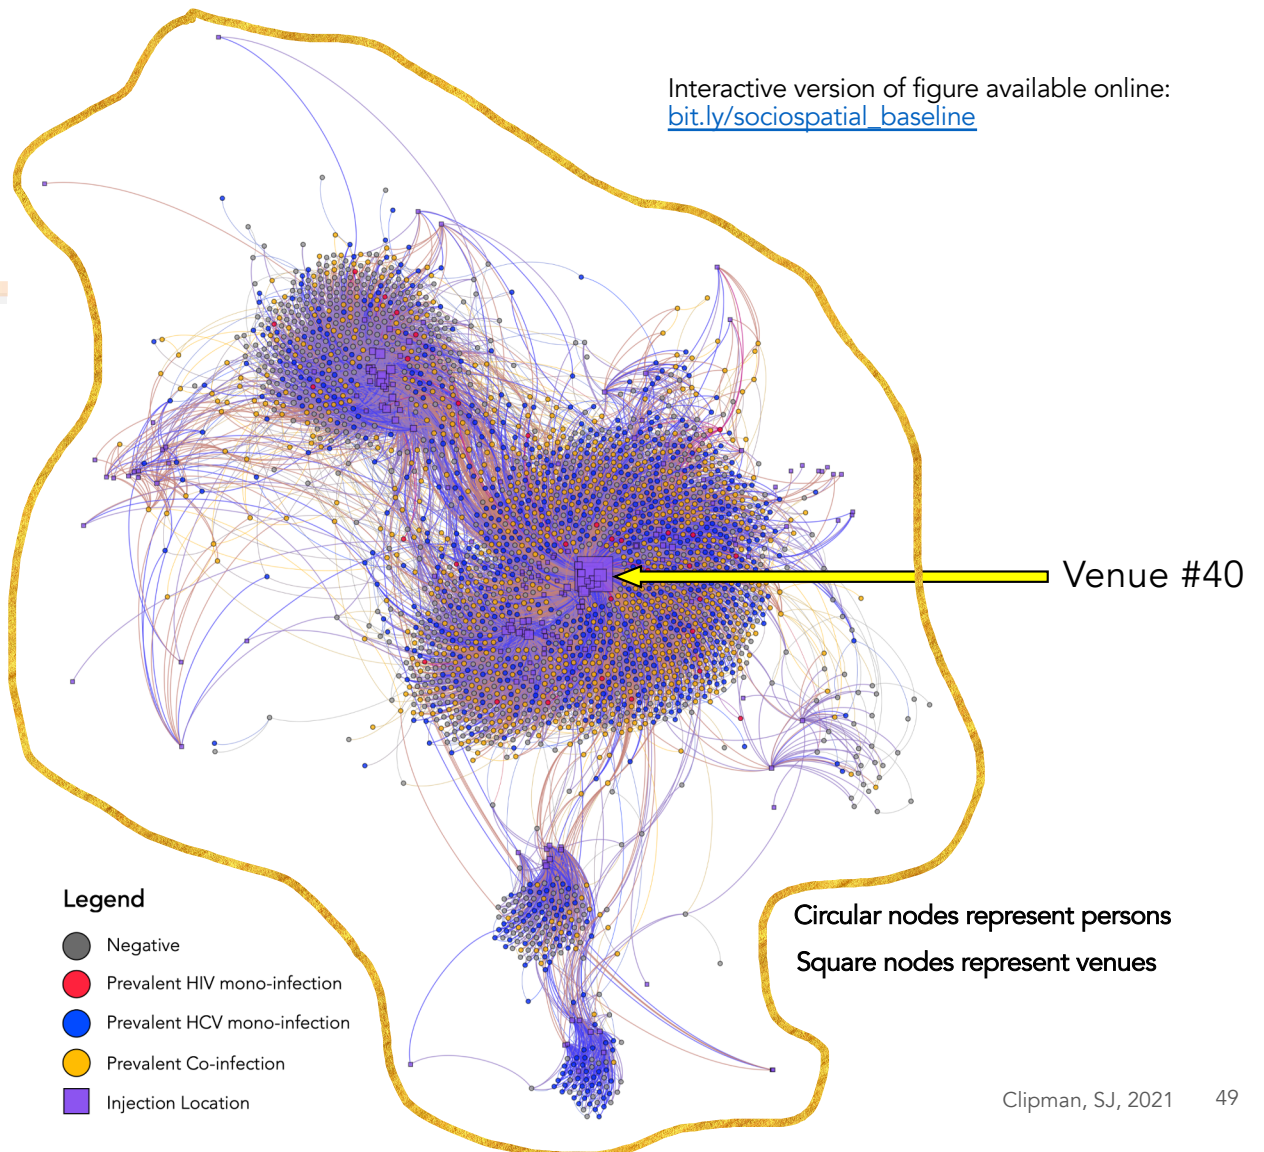 Interactive version of figure available online:
bit.ly/sociospatial_baseline
Venue #40
Legend
Negative
Prevalent HIV mono-infection
Prevalent HCV mono-infection
Prevalent Co-infection
Injection Location
Circular nodes represent persons
Square nodes represent venues
Clipman, SJ, 2021 49